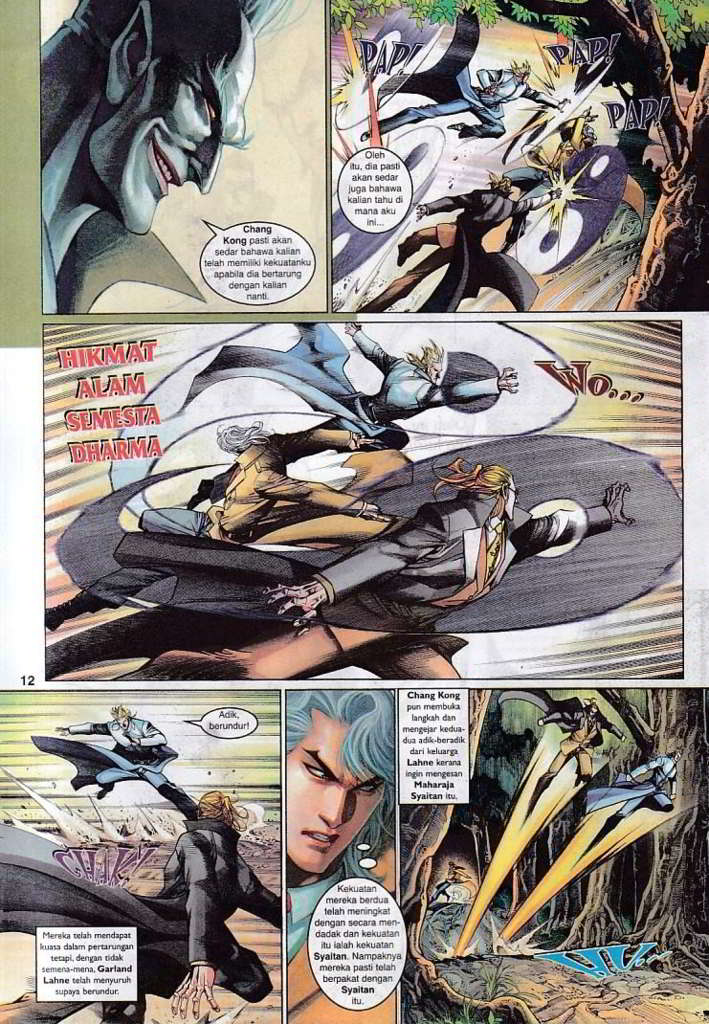 Chang
Kong pasti akan
sedar bahawa kalian
telah memiliki kekuatanku
apabila dia bertarung
dengan kalian
nanti.
PAP!
PAP!
PAP!
Oleh
itu, dia pasti
akan sedar
juga bahawa
kalian tahu di
mana aku
ini...
HIKMAT
ALAM
SEMESTA
DHARMA
WO...
12
Adik,
berundur!
CHAK!
Mereka telah mendapat
kuasa dalam pertarungan
tetapi, dengan tidak
semena-mena, Garland
Lahne telah menyuruh
supaya berundur.
Kekuatan
mereka berdua
telah meningkat
dengan secara men-
dadak dan kekuatan
itu ialah kekuatan
Syaitan. Nampaknya
mereka pasti telah
berpakat dengan
Syaitan
itu.
Chang Kong
pun membuka
langkah dan
mengejar kedua-
dua adik-beradik
dari keluarga
Lahne kerana
ingin mengesan
Maharaja
Syaitan itu.